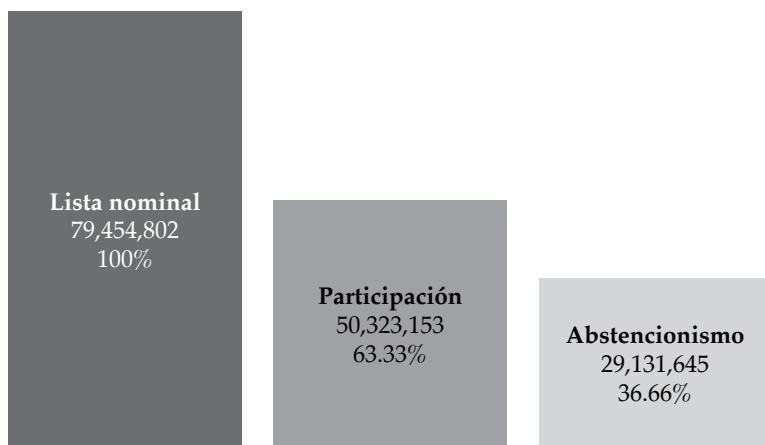 Lista nominal
79,454,802
100%
Participación
50,323,153
63.33%
Abstencionismo
29,131,645
36.66%